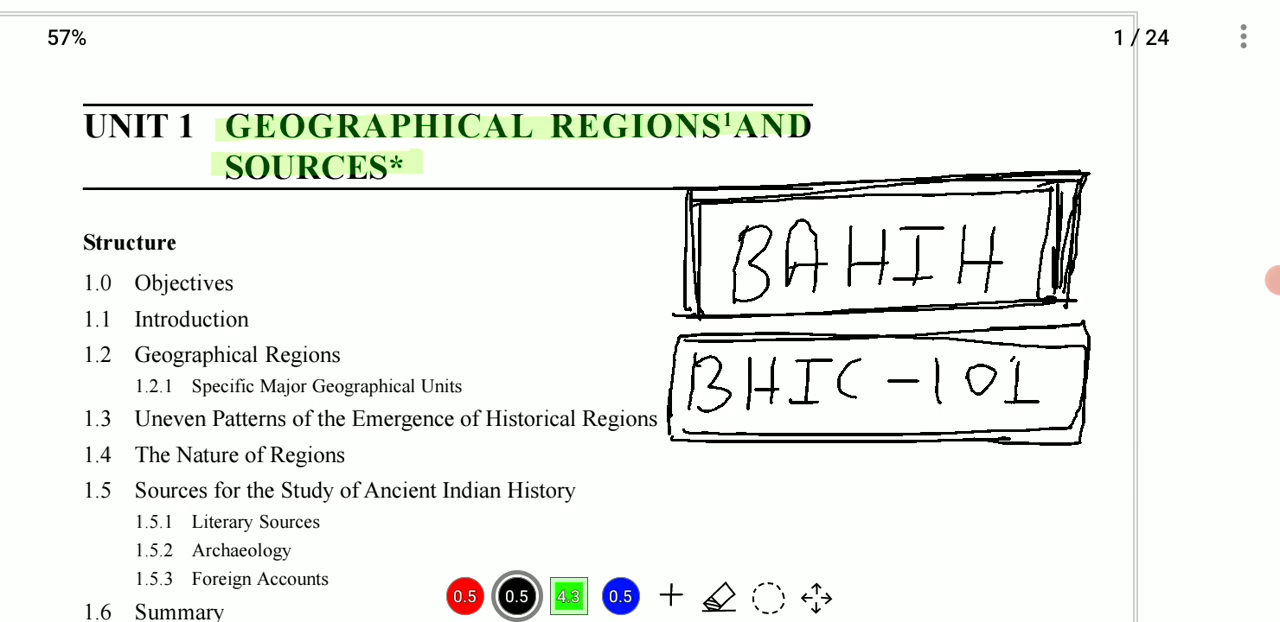 57%
1 / 24
UNIT 1 GEOGRAPHICAL REGIONS¹AND
SOURCES*
Structure
BAHIH
1.0 Objectives
1.1 Introduction
1.2 Geographical Regions
1.2.1 Specific Major Geographical Units
BHIC-101
1.3 Uneven Patterns of the Emergence of Historical Regions
1.4 The Nature of Regions
1.5 Sources for the Study of Ancient Indian History
1.5.1 Literary Sources
1.5.2 Archaeology
1.5.3 Foreign Accounts
1.6 Summary
0.5 0.5 4.3 0.5